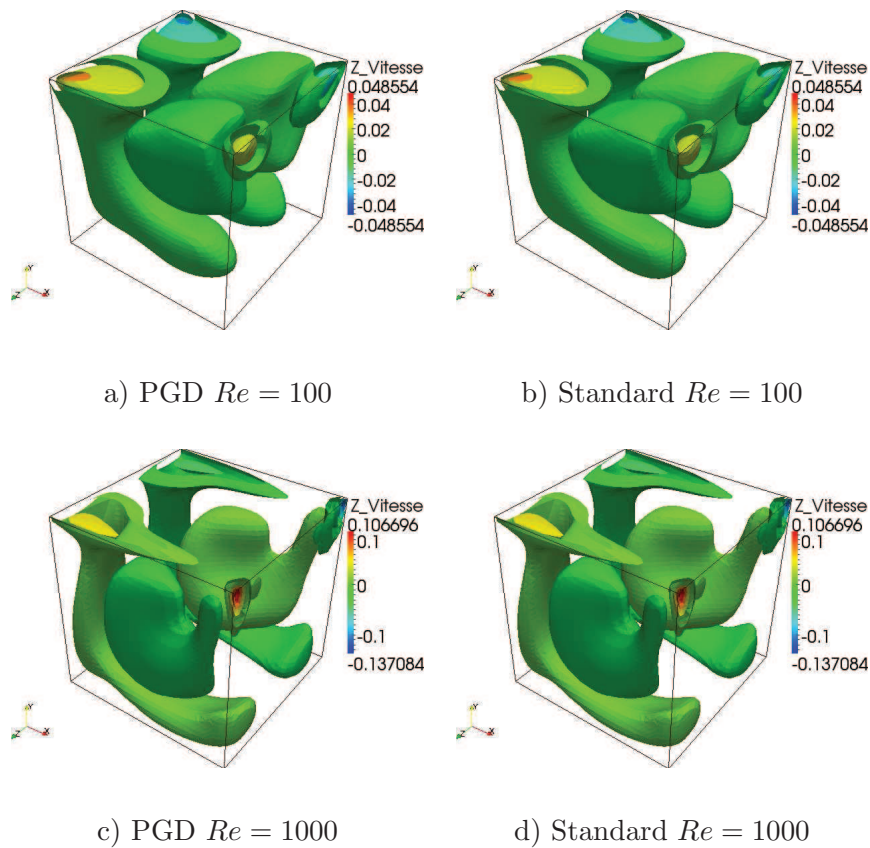 Z_Vitesse
0.048554
0.04
0.02
0
-0.02
-0.04
-0.048554
Y
Z
X
Z_Vitesse
0.048554
0.04
0.02
0
-0.02
-0.04
-0.048554
Y
Z
X
a) PGD Re = 100
b) Standard Re = 100
Z_Vitesse
0.106696
0.1
0
-0.1
-0.137084
Y
Z
X
Z_Vitesse
0.106696
0.1
0
-0.1
-0.137084
Y
Z
X
c) PGD Re = 1000
d) Standard Re = 1000